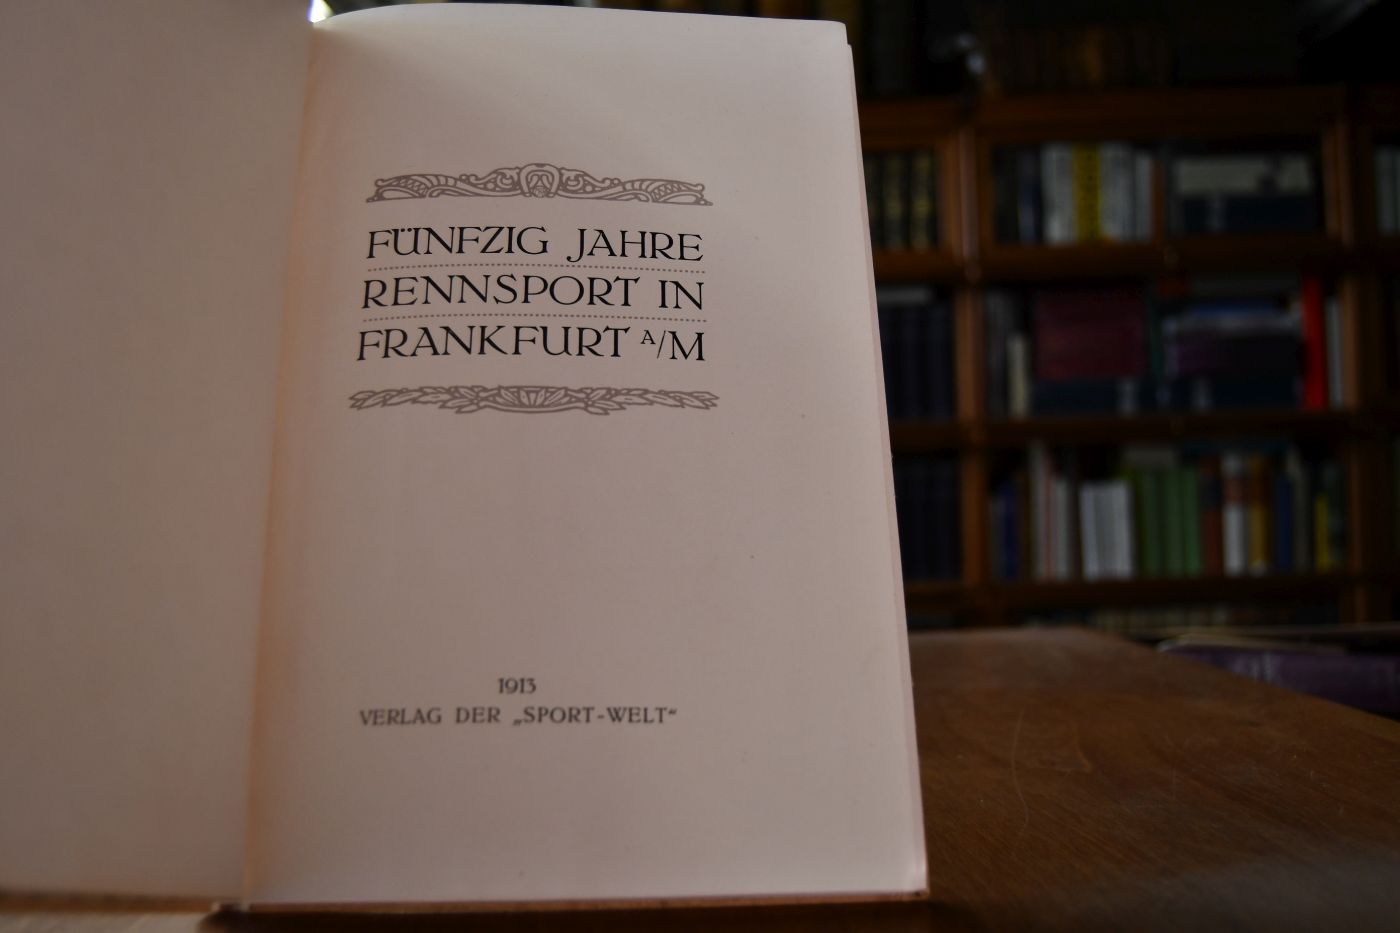 FÜNFZIG JAHRE
RENNSPORT IN
FRANKFURT A/M
1913
VERLAG DER „SPORT-WELT“